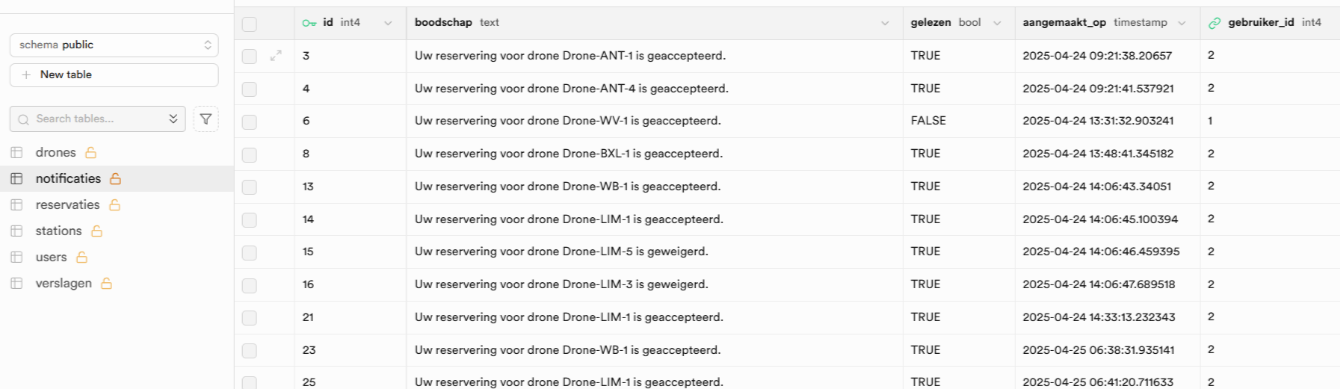 schema public
New table
Search tables...
drones
notificaties
reservaties
stations
users
verslagen
id int4 boodschap text gelezen bool aangemaakt_op timestamp gebruiker_id int4
3 Uw reservering voor drone Drone-ANT-1 is geaccepteerd. TRUE 2025-04-24 09:21:38.20657 2
4 Uw reservering voor drone Drone-ANT-4 is geaccepteerd. TRUE 2025-04-24 09:21:41.537921 2
6 Uw reservering voor drone Drone-WV-1 is geaccepteerd. FALSE 2025-04-24 13:31:32.903241 1
8 Uw reservering voor drone Drone-BXL-1 is geaccepteerd. TRUE 2025-04-24 13:48:41.345182 2
13 Uw reservering voor drone Drone-WB-1 is geaccepteerd. TRUE 2025-04-24 14:06:43.34051 2
14 Uw reservering voor drone Drone-LIM-1 is geaccepteerd. TRUE 2025-04-24 14:06:45.100394 2
15 Uw reservering voor drone Drone-LIM-5 is geweigerd. TRUE 2025-04-24 14:06:46.459395 2
16 Uw reservering voor drone Drone-LIM-3 is geweigerd. TRUE 2025-04-24 14:06:47.689518 2
21 Uw reservering voor drone Drone-LIM-1 is geaccepteerd. TRUE 2025-04-24 14:33:13.232343 2
23 Uw reservering voor drone Drone-WB-1 is geaccepteerd. TRUE 2025-04-25 06:38:31.935141 2
25 Uw reservering voor drone Drone-LIM-1 is geaccepteerd. TRUE 2025-04-25 06:41:20.711633 2